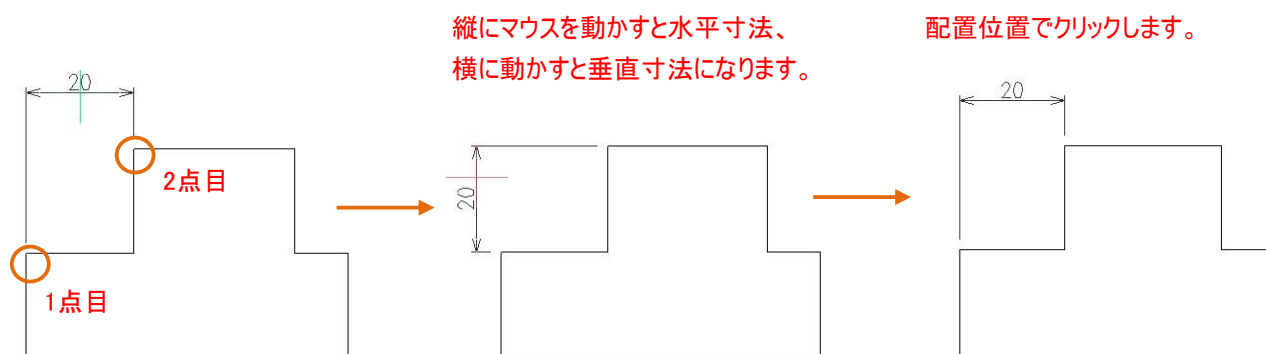 縦にマウスを動かすと水平寸法、
横に動かすと垂直寸法になります。
配置位置でクリックします。
20
2点目
1点目
20
20